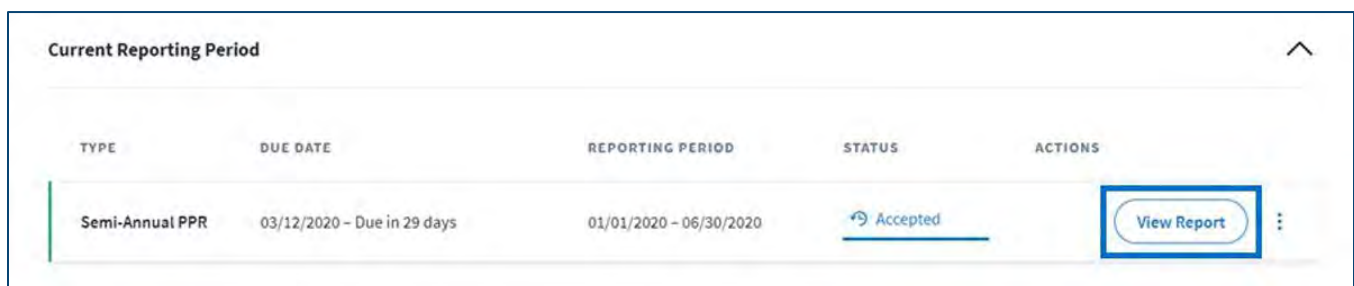 Current Reporting Period
TYPE DUE DATE REPORTING PERIOD STATUS ACTIONS
Semi-Annual PPR 03/12/2020 – Due in 29 days 01/01/2020 – 06/30/2020 Accepted View Report